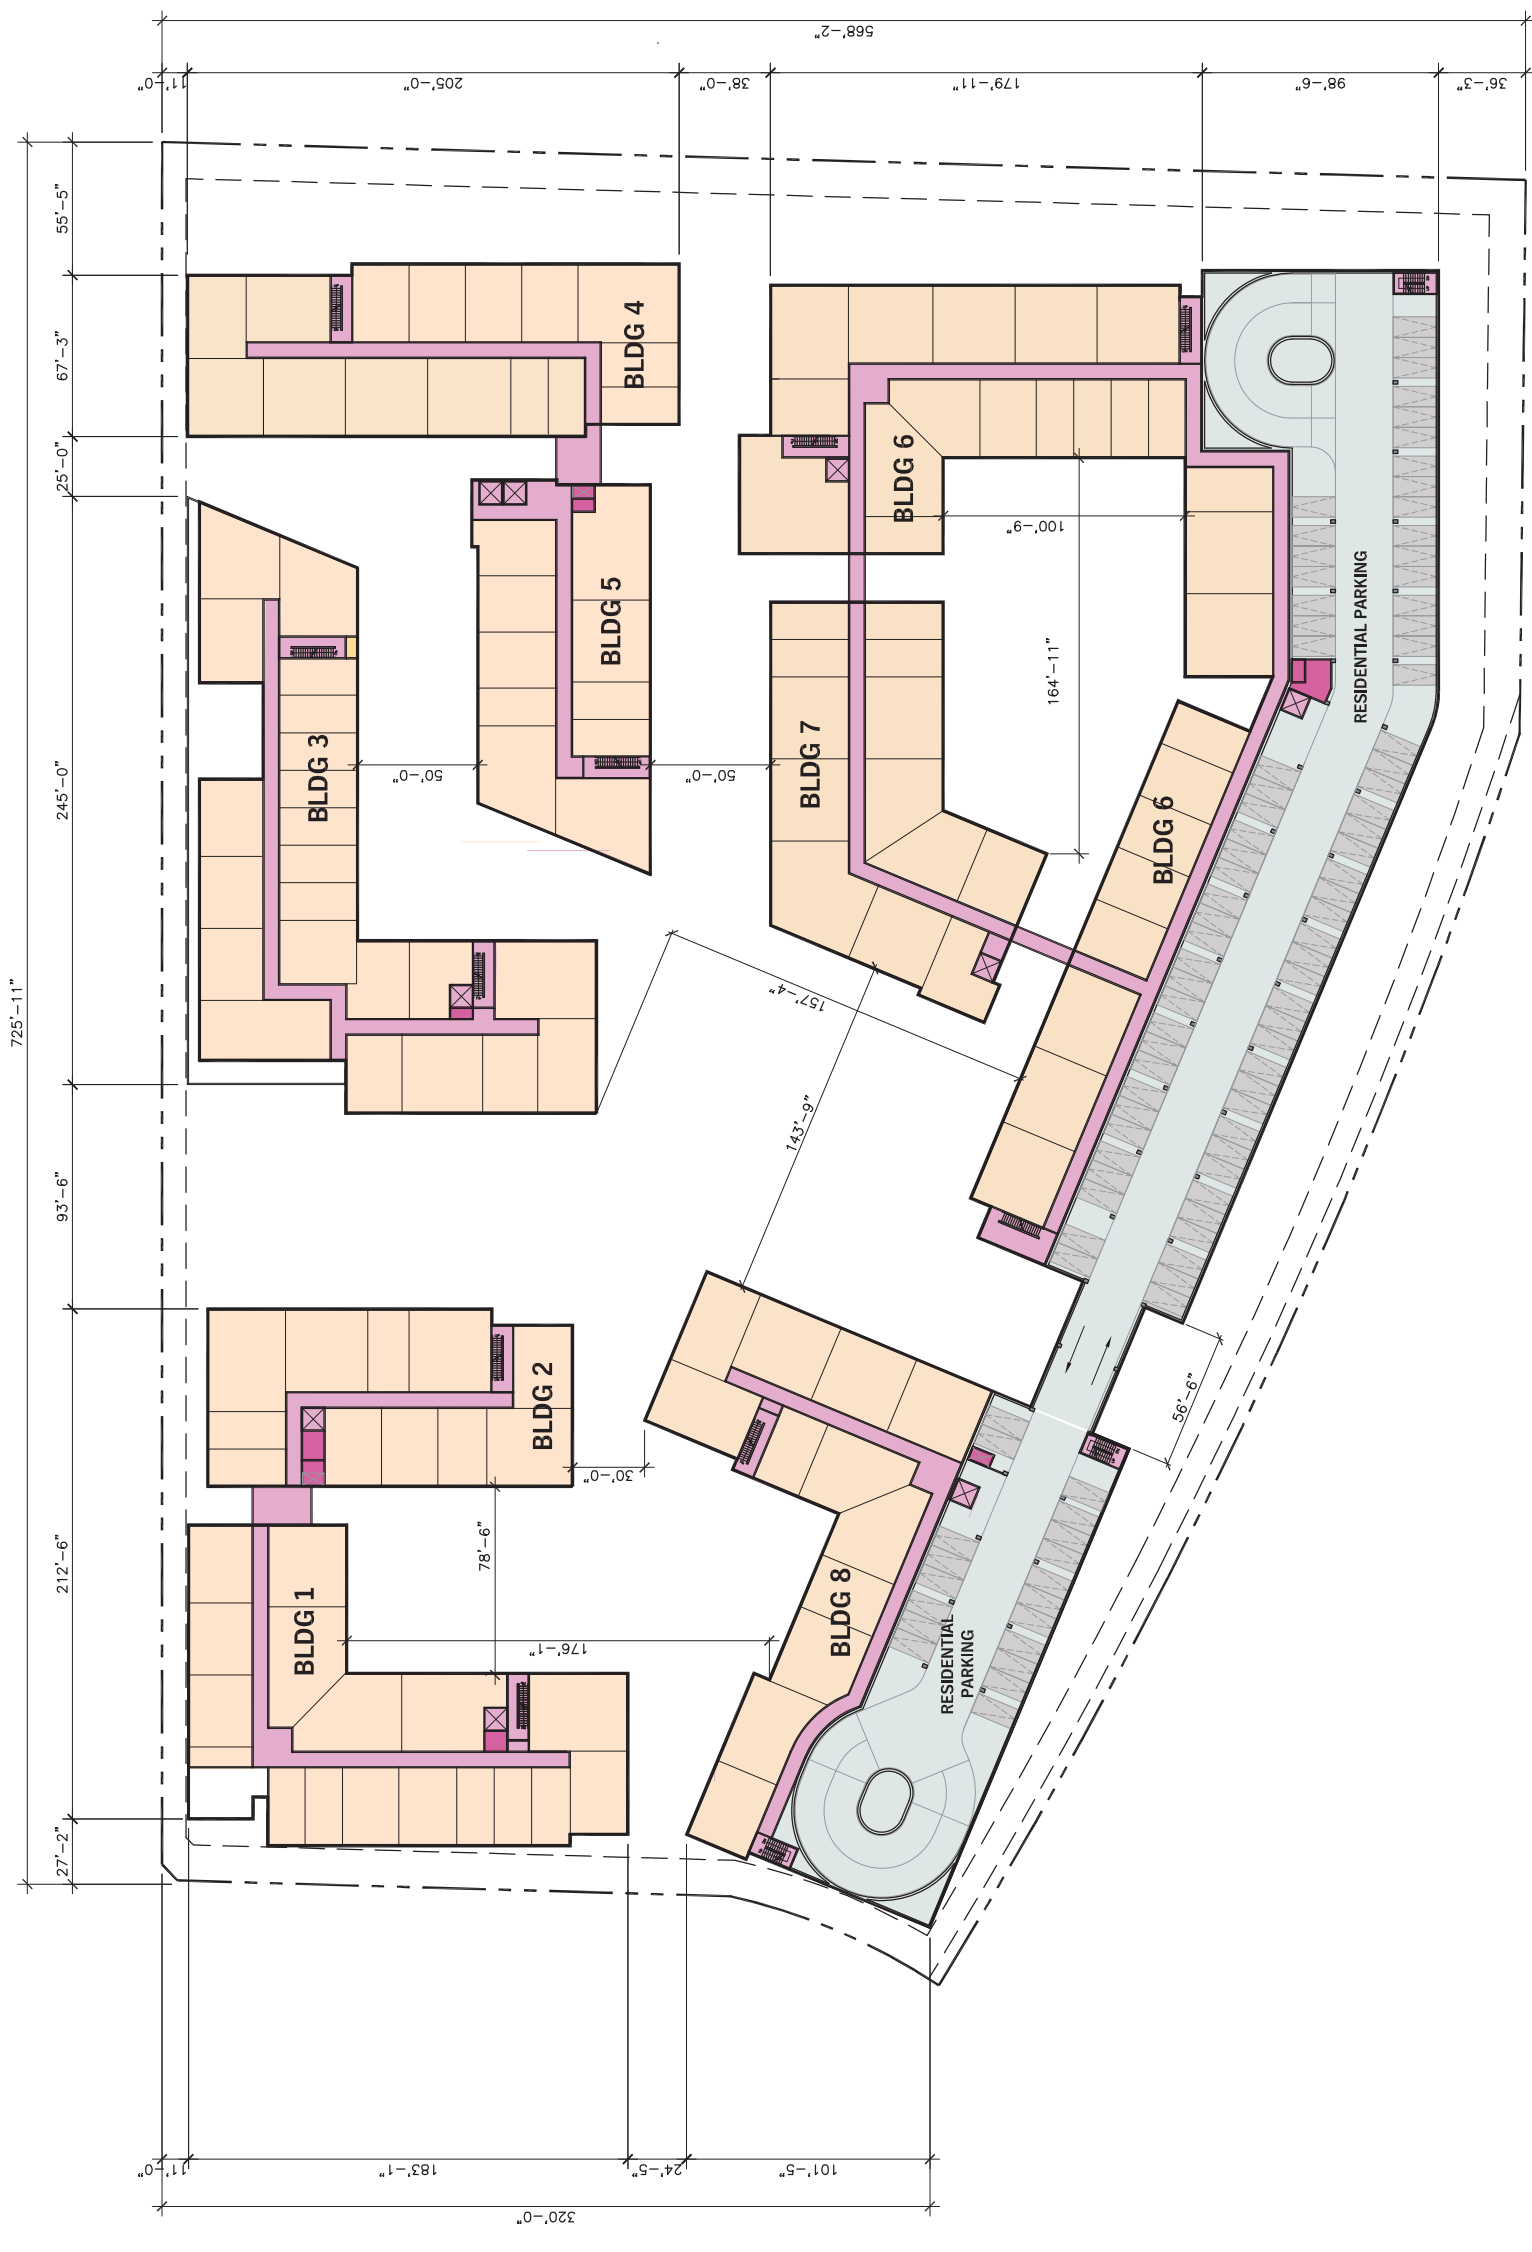 568'-2"
11'-0"
205'-0"
38'-0"
179'-11"
98'-6"
36'-3"
725'-11"
55'-5"
67'-3"
25'-0"
245'-0"
93'-6"
212'-6"
27'-2"
BLDG 4
BLDG 6
100'-9"
BLDG 5
BLDG 3
50'-0"
50'-0"
BLDG 7
164'-11"
RESIDENTIAL PARKING
BLDG 6
157'-4"
143'-9"
BLDG 2
30'-0"
78'-6"
56'-6"
BLDG 1
176'-1"
BLDG 8
RESIDENTIAL
PARKING
11'-0"
183'-1"
24'-5"
101'-5"
320'-0"